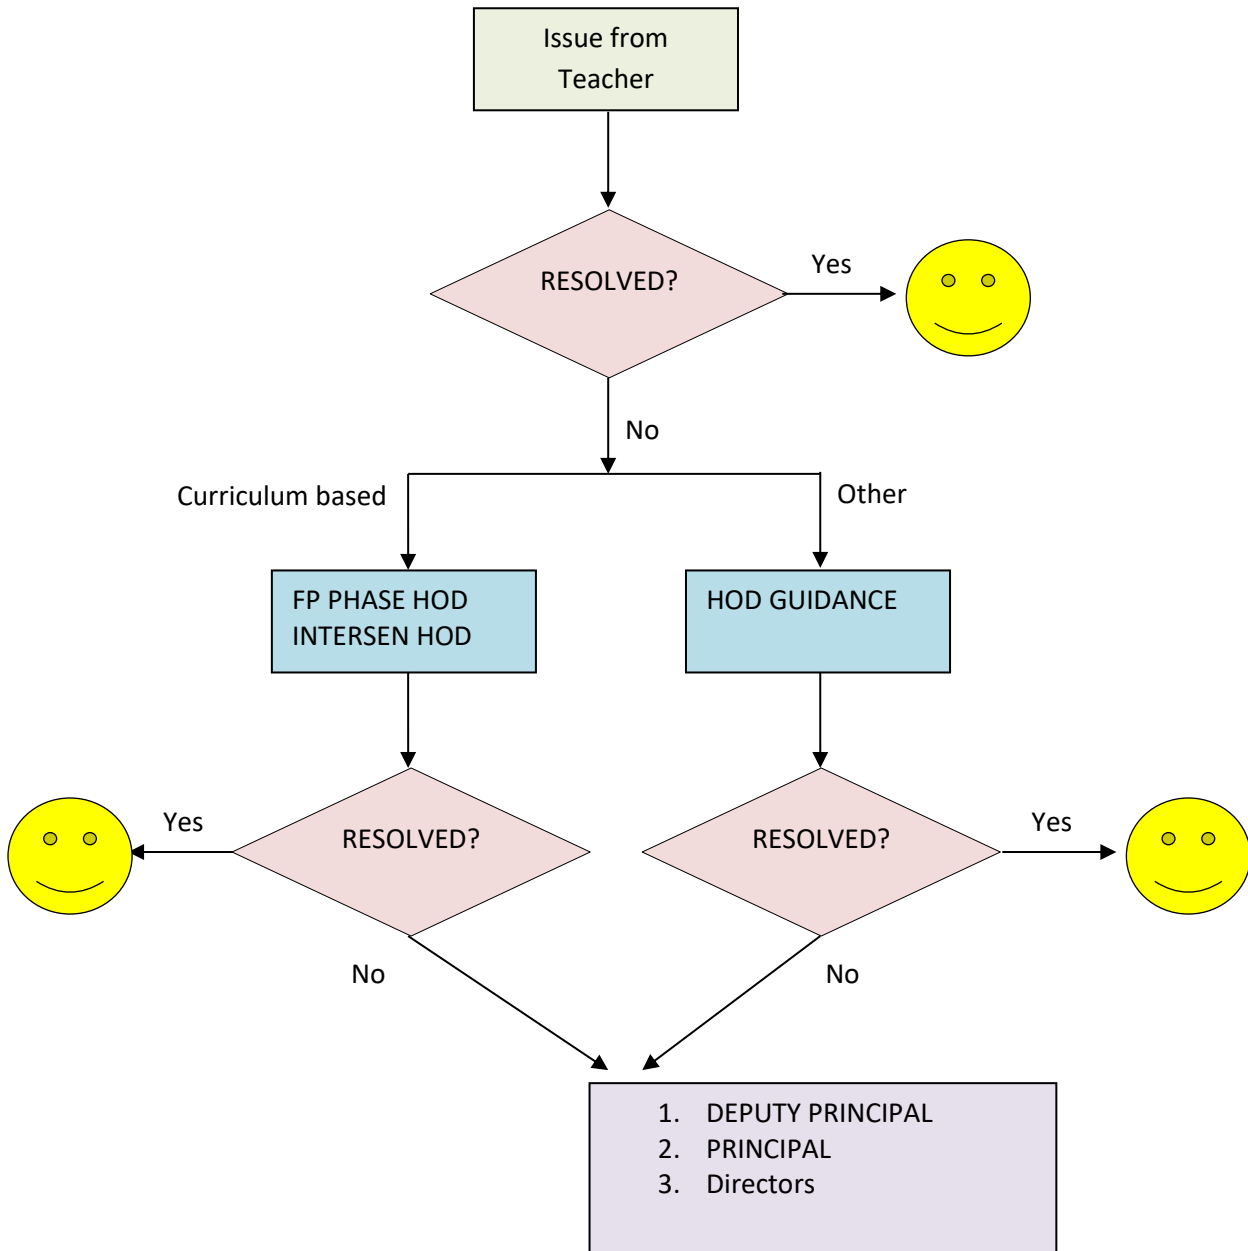 Issue from
Teacher
RESOLVED?
Yes
No
Curriculum based
Other
FP PHASE HOD
INTERSEN HOD
HOD GUIDANCE
Yes
RESOLVED?
RESOLVED?
Yes
No
No
1. DEPUTY PRINCIPAL
2. PRINCIPAL
3. Directors